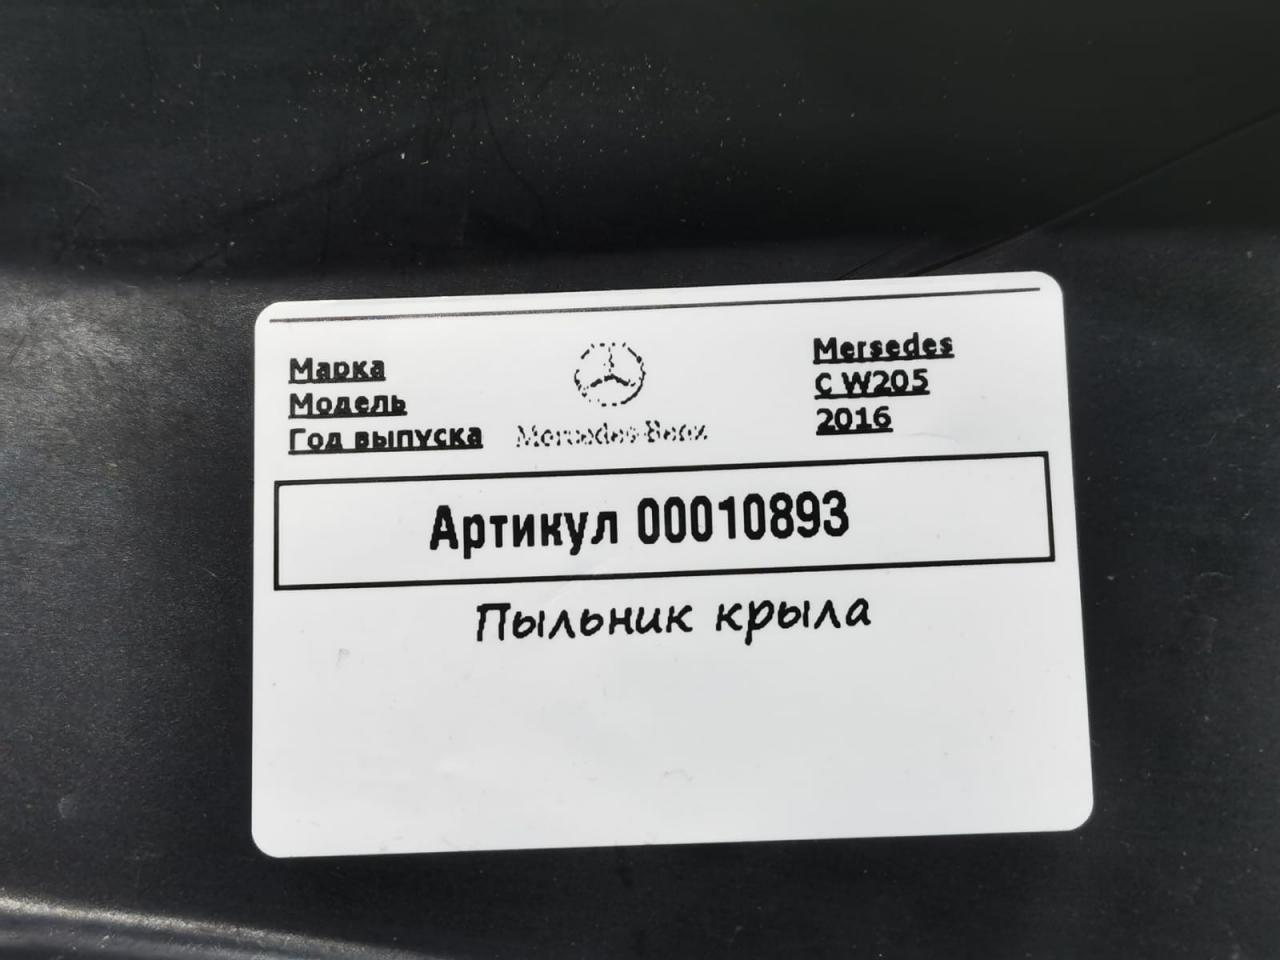 Марка Mersedes
Модель C W205
Год выпуска 2016
Mercedes-Benz
Артикул 00010893
Пыльник крыла